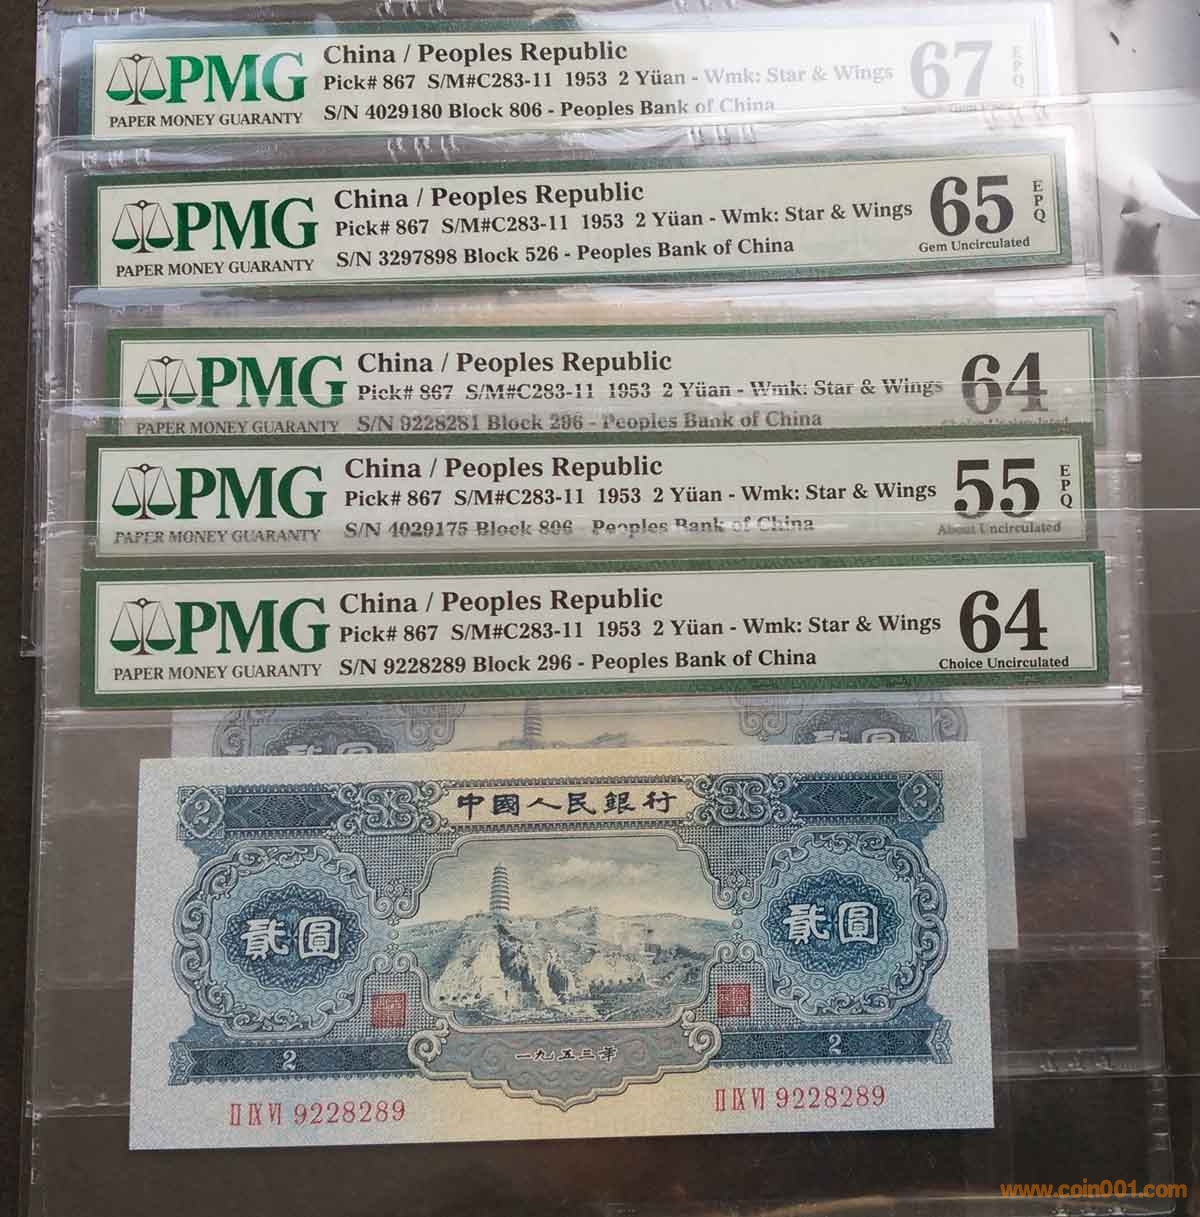 PMG
PAPER MONEY GUARANTY
China / Peoples Republic
Pick# 867 S/M#C283-11 1953 2 Yüan - Wmk: Star & Wings
S/N 4029180 Block 806 - Peoples Bank of China
67
EPQ
PMG
PAPER MONEY GUARANTY
China / Peoples Republic
Pick# 867 S/M#C283-11 1953 2 Yüan - Wmk: Star & Wings
S/N 3297898 Block 526 - Peoples Bank of China
65
EPQ
Gem Uncirculated
PMG
PAPER MONEY GUARANTY
China / Peoples Republic
Pick# 867 S/M#C283-11 1953 2 Yüan - Wmk: Star & Wings
S/N 9228281 Block 296 - Peoples Bank of China
64
Choice Uncirculated
PMG
PAPER MONEY GUARANTY
China / Peoples Republic
Pick# 867 S/M#C283-11 1953 2 Yüan - Wmk: Star & Wings
S/N 4029175 Block 806 - Peoples Bank of China
55
EPQ
About Uncirculated
PMG
PAPER MONEY GUARANTY
China / Peoples Republic
Pick# 867 S/M#C283-11 1953 2 Yüan - Wmk: Star & Wings
S/N 9228289 Block 296 - Peoples Bank of China
64
Choice Uncirculated
貳圓 貳圓
2 中國人民銀行 2
貳圓 貳圓
2 一九五三年 2
II IX VI 9228289 II IX VI 9228289
www.coin001.com